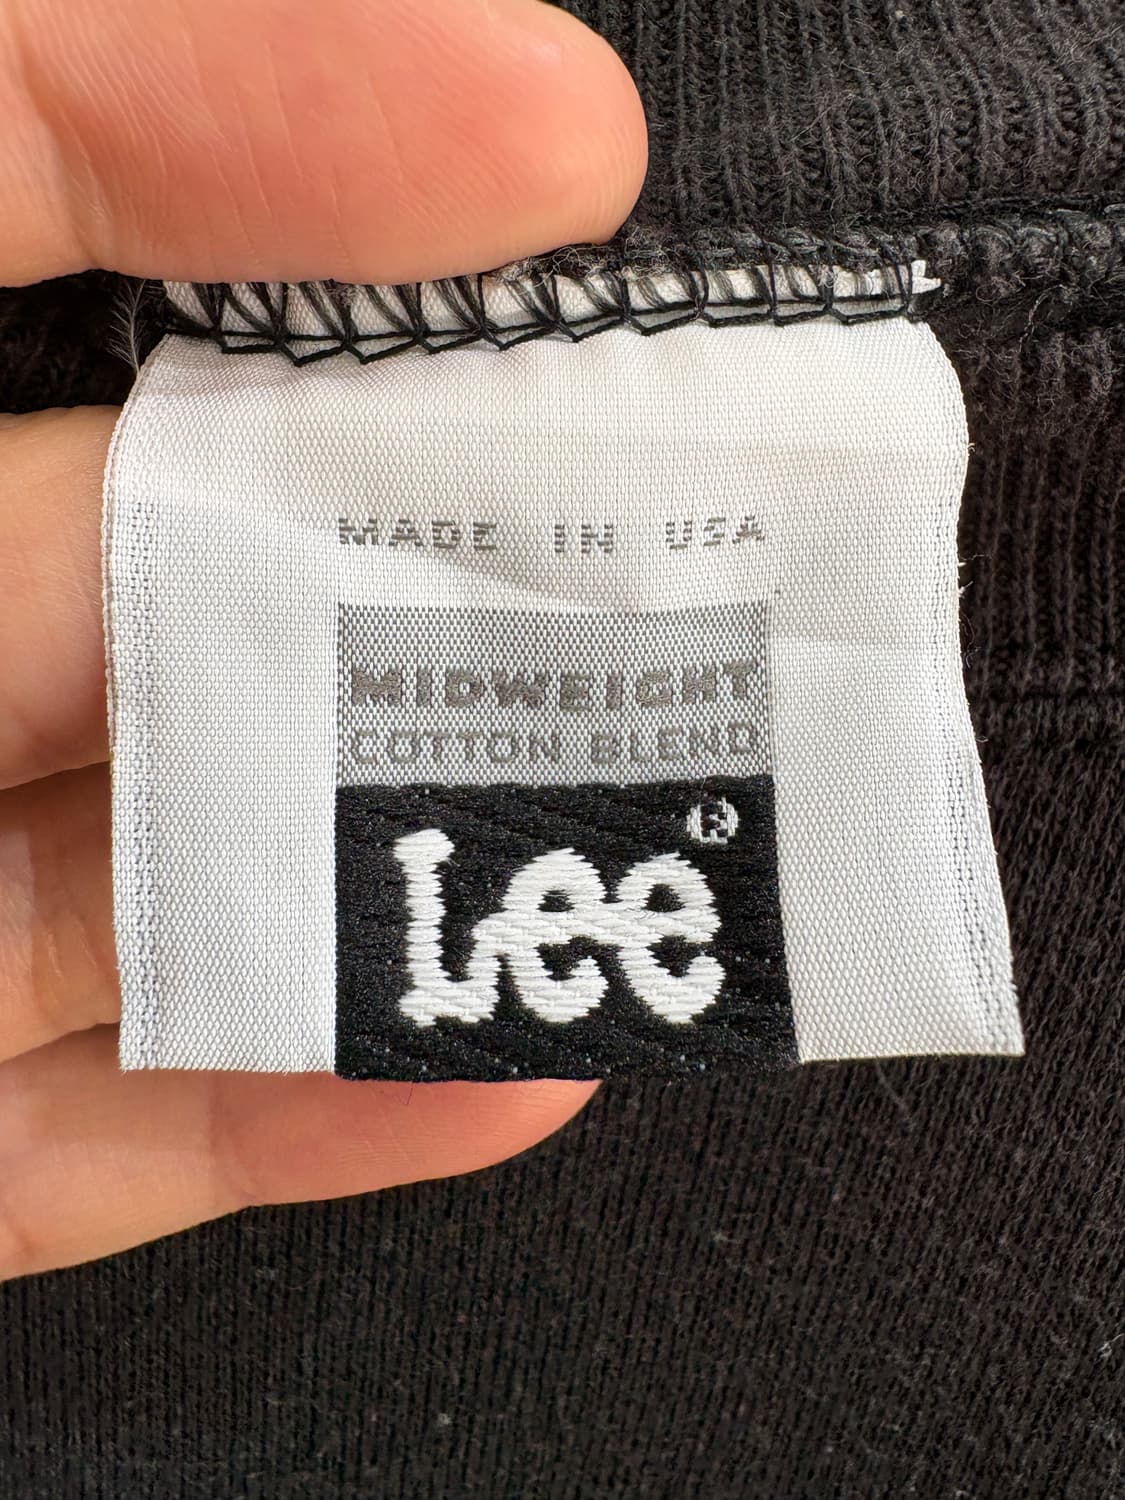 MADE IN USA
MIDWEIGHT
COTTON BLEND
Lee®